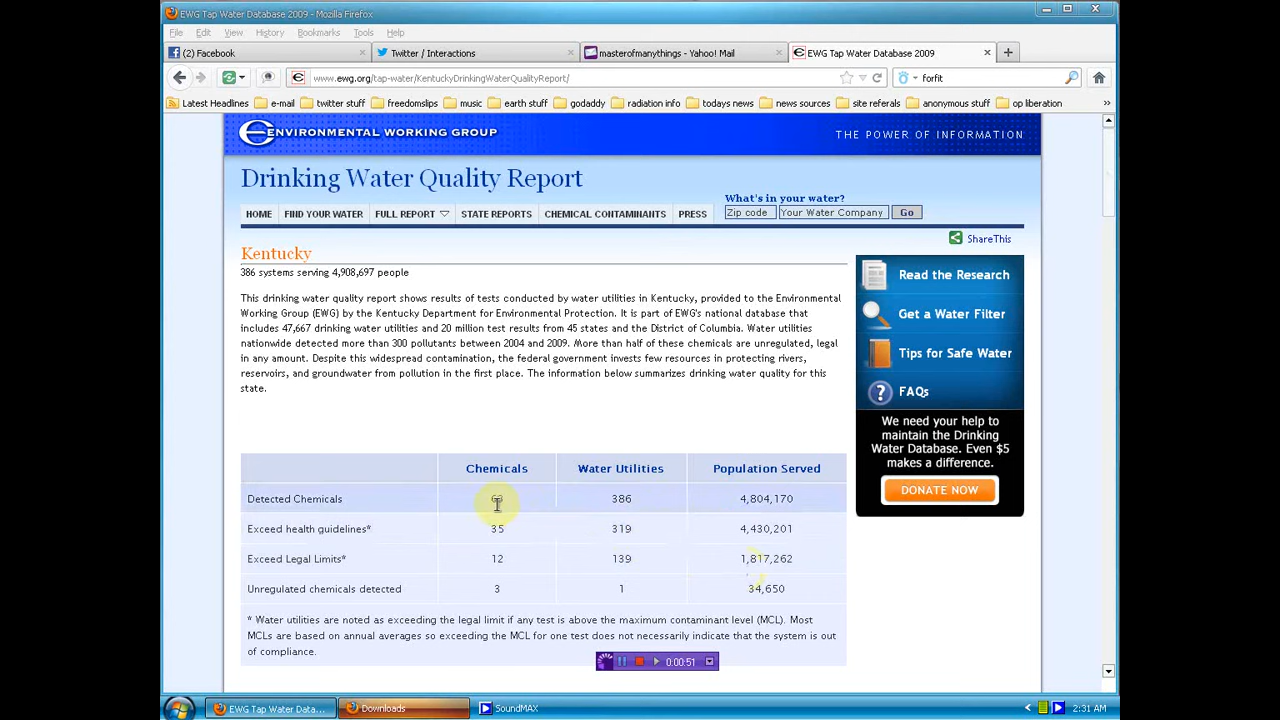 EWG Tap Water Database 2009 - Mozilla Firefox
File Edit View History Bookmarks Tools Help
(2) Facebook Twitter / Interactions masterofmanythings - Yahoo! Mail EWG Tap Water Database 2009
www.ewg.org/tap-water/KentuckyDrinkingWaterQualityReport/ forfit
Latest Headlines e-mail twitter stuff freedomslips music earth stuff godaddy radiation info todays news news sources site referals anonymous stuff op liberation »
ENVIRONMENTAL WORKING GROUP THE POWER OF INFORMATION
Drinking Water Quality Report
What's in your water?
HOME FIND YOUR WATER FULL REPORT STATE REPORTS CHEMICAL CONTAMINANTS PRESS Zip code Your Water Company Go
ShareThis
Kentucky
386 systems serving 4,908,697 people
This drinking water quality report shows results of tests conducted by water utilities in Kentucky, provided to the Environmental
Working Group (EWG) by the Kentucky Department for Environmental Protection. It is part of EWG's national database that
includes 47,667 drinking water utilities and 20 million test results from 45 states and the District of Columbia. Water utilities
nationwide detected more than 300 pollutants between 2004 and 2009. More than half of these chemicals are unregulated, legal
in any amount. Despite this widespread contamination, the federal government invests few resources in protecting rivers,
reservoirs, and groundwater from pollution in the first place. The information below summarizes drinking water quality for this
state.
Read the Research
Get a Water Filter
Tips for Safe Water
FAQs
We need your help to
maintain the Drinking
Water Database. Even $5
makes a difference.
DONATE NOW
Chemicals Water Utilities Population Served
Detected Chemicals 386 4,804,170
Exceed health guidelines* 35 319 4,430,201
Exceed Legal Limits* 12 139 1,817,262
Unregulated chemicals detected 3 1 34,650
* Water utilities are noted as exceeding the legal limit if any test is above the maximum contaminant level (MCL). Most
MCLs are based on annual averages so exceeding the MCL for one test does not necessarily indicate that the system is out
of compliance.
0:00:51
EWG Tap Water Data... Downloads SoundMAX 2:31 AM